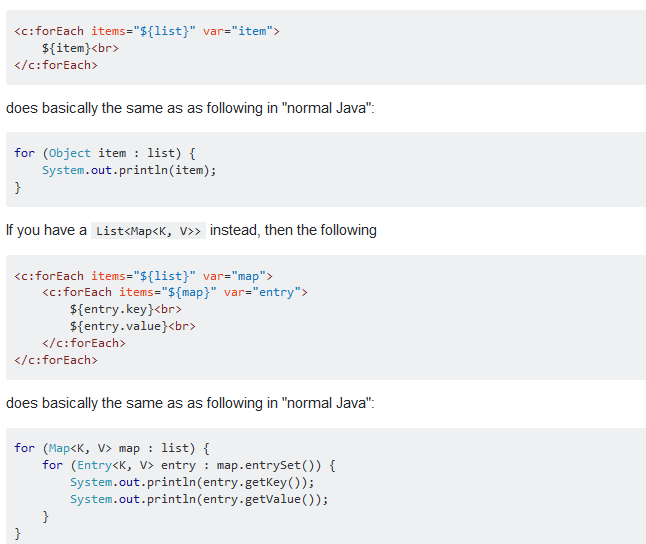 <c:forEach items="${list}" var="item">
    ${item}<br>
</c:forEach>
does basically the same as as following in "normal Java":
for (Object item : list) {
    System.out.println(item);
}
If you have a List<Map<K, V>> instead, then the following
<c:forEach items="${list}" var="map">
    <c:forEach items="${map}" var="entry">
        ${entry.key}<br>
        ${entry.value}<br>
    </c:forEach>
</c:forEach>
does basically the same as as following in "normal Java":
for (Map<K, V> map : list) {
    for (Entry<K, V> entry : map.entrySet()) {
        System.out.println(entry.getKey());
        System.out.println(entry.getValue());
    }
}